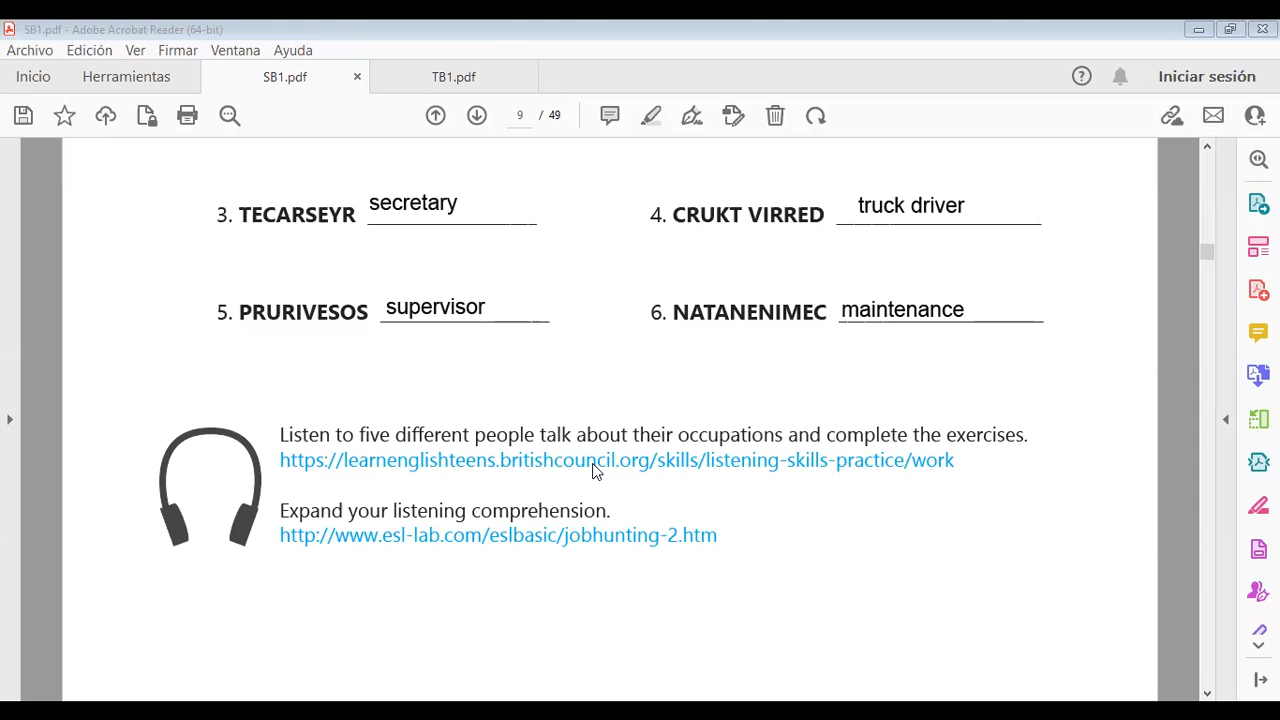 SB1.pdf - Adobe Acrobat Reader (64-bit)
Archivo Edición Ver Firmar Ventana Ayuda
Inicio Herramientas SB1.pdf × TB1.pdf Iniciar sesión
9 / 49
3. TECARSEYR secretary
4. CRUKT VIRRED truck driver
5. PRURIVESOS supervisor
6. NATANENIMEC maintenance
Listen to five different people talk about their occupations and complete the exercises.
https://learnenglishteens.britishcouncil.org/skills/listening-skills-practice/work
Expand your listening comprehension.
http://www.esl-lab.com/eslbasic/jobhunting-2.htm